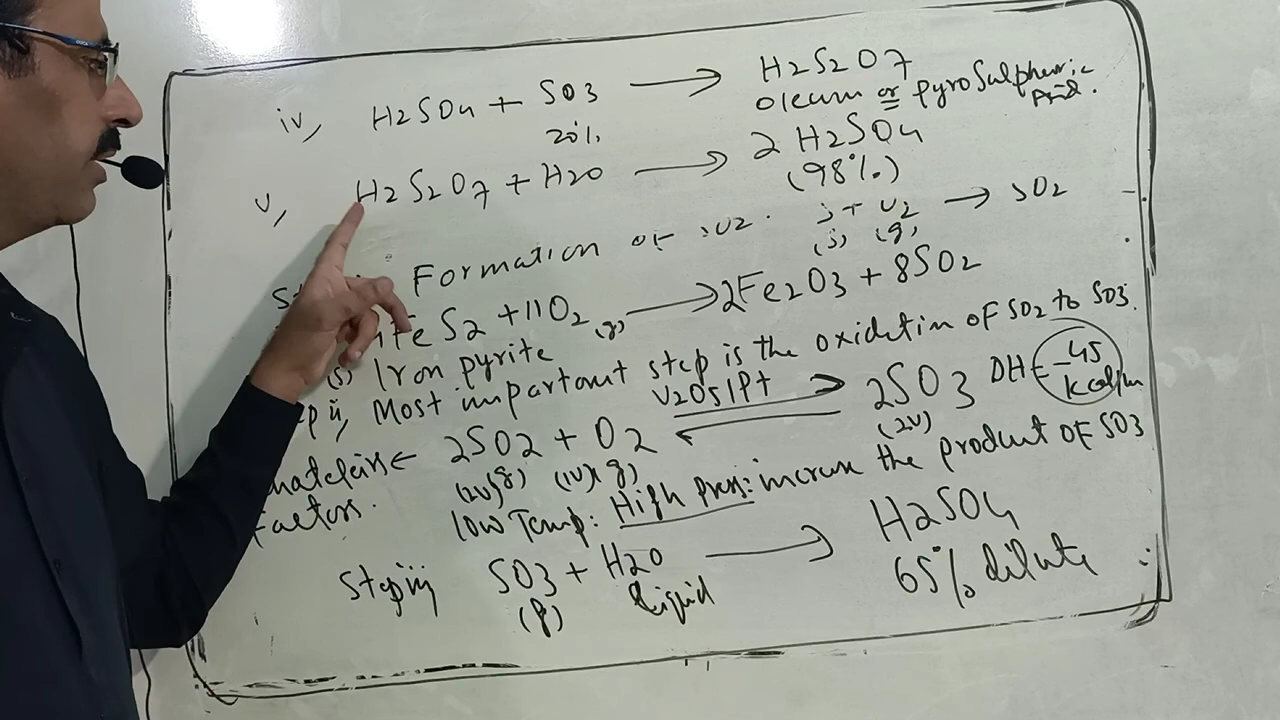 iv, H2SO4 + SO3 → H2S2O7
20% Oleum or PyroSulphuric Acid.
v, H2S2O7 + H2O → 2 H2SO4
(98%)
Formation of SO2. S + O2 → SO2
(s) (g)
FeS2 + 11O2 (g) → 2Fe2O3 + 8SO2
(s) Iron pyrite
ii, Most important step is the oxidation of SO2 to SO3.
2SO2 + O2 V2O5/Pt ⇌ 2SO3 DH = -45 Kcal/m
(2V)
Factors. low Temp: High Press: increase the product of SO3
Step iii, SO3 + H2O → H2SO4
(g) liquid 65% dilute